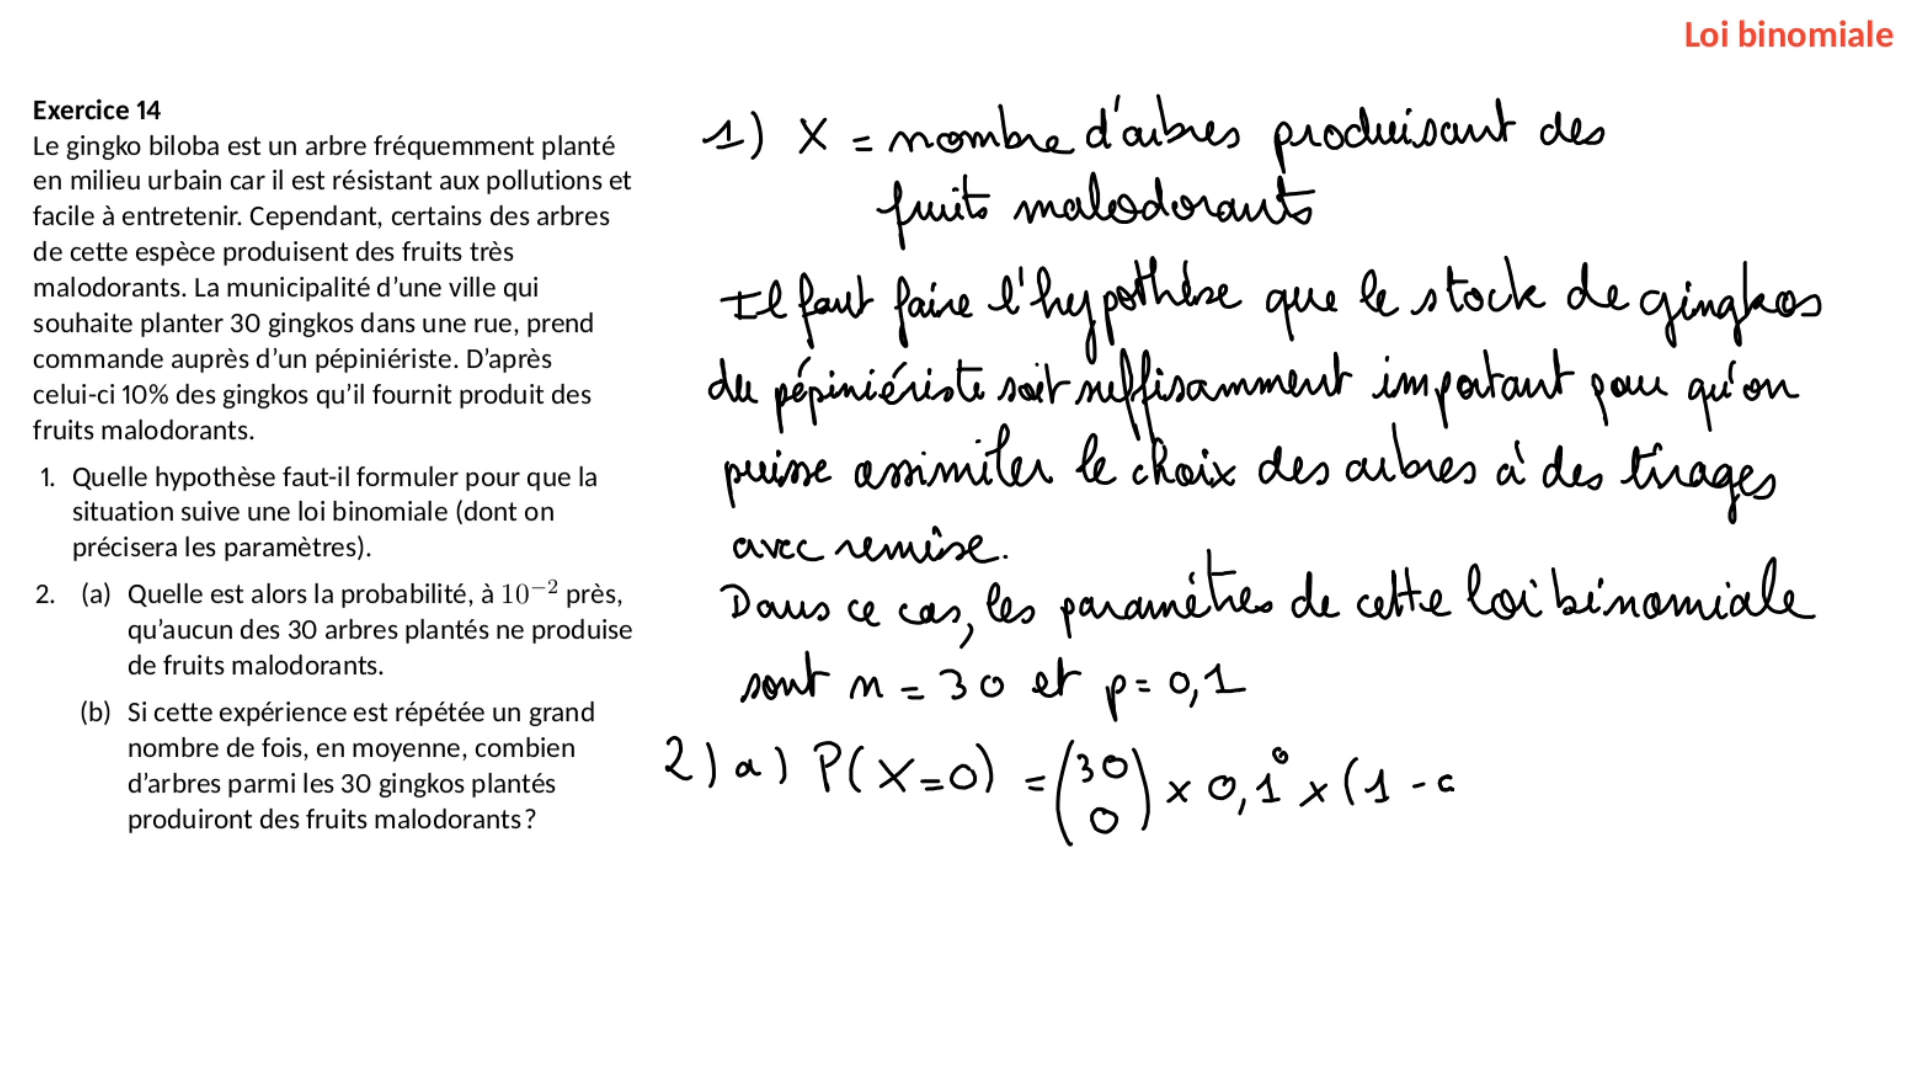 Loi binomiale
Exercice 14
Le gingko biloba est un arbre fréquemment planté
en milieu urbain car il est résistant aux pollutions et
facile à entretenir. Cependant, certains des arbres
de cette espèce produisent des fruits très
malodorants. La municipalité d'une ville qui
souhaite planter 30 gingkos dans une rue, prend
commande auprès d'un pépiniériste. D'après
celui-ci 10% des gingkos qu'il fournit produit des
fruits malodorants.
1. Quelle hypothèse faut-il formuler pour que la
situation suive une loi binomiale (dont on
précisera les paramètres).
2. (a) Quelle est alors la probabilité, à 10⁻² près,
qu'aucun des 30 arbres plantés ne produise
de fruits malodorants.
(b) Si cette expérience est répétée un grand
nombre de fois, en moyenne, combien
d'arbres parmi les 30 gingkos plantés
produiront des fruits malodorants ?
1) X = nombre d'arbres produisant des
fruits malodorants
Il faut faire l'hypothèse que le stock de gingkos
du pépiniériste soit suffisamment important pour qu'on
puisse assimiler le choix des arbres à des tirages
avec remise.
Dans ce cas, les paramètres de cette loi binomiale
sont n = 30 et p = 0,1
2) a) P(X=0) = (30 0) × 0,1⁰ × (1 -